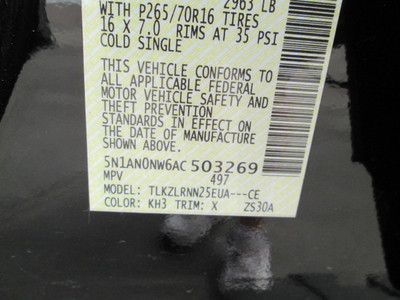 2963 LB
WITH P265/70R16 TIRES
16 X 7.0 RIMS AT 35 PSI
COLD SINGLE
THIS VEHICLE CONFORMS TO
ALL APPLICABLE FEDERAL
MOTOR VEHICLE SAFETY AND
THEFT PREVENTION
STANDARDS IN EFFECT ON
THE DATE OF MANUFACTURE
SHOWN ABOVE.
5N1AN0NW6AC503269
MPV 497
MODEL: TLKZLRNN25EUA---CE
COLOR: KH3 TRIM: X ZS30A